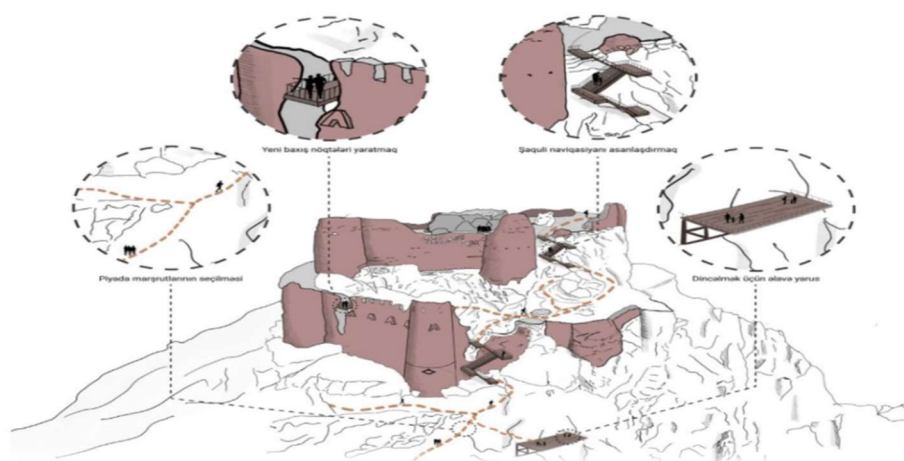 Yeni baxış nöqtələri yaratmaq
Şaquli naviqasiyanı asanlaşdırmaq
Piyada marşrutlarının seçilməsi
Dincəlmək üçün əlavə yarus